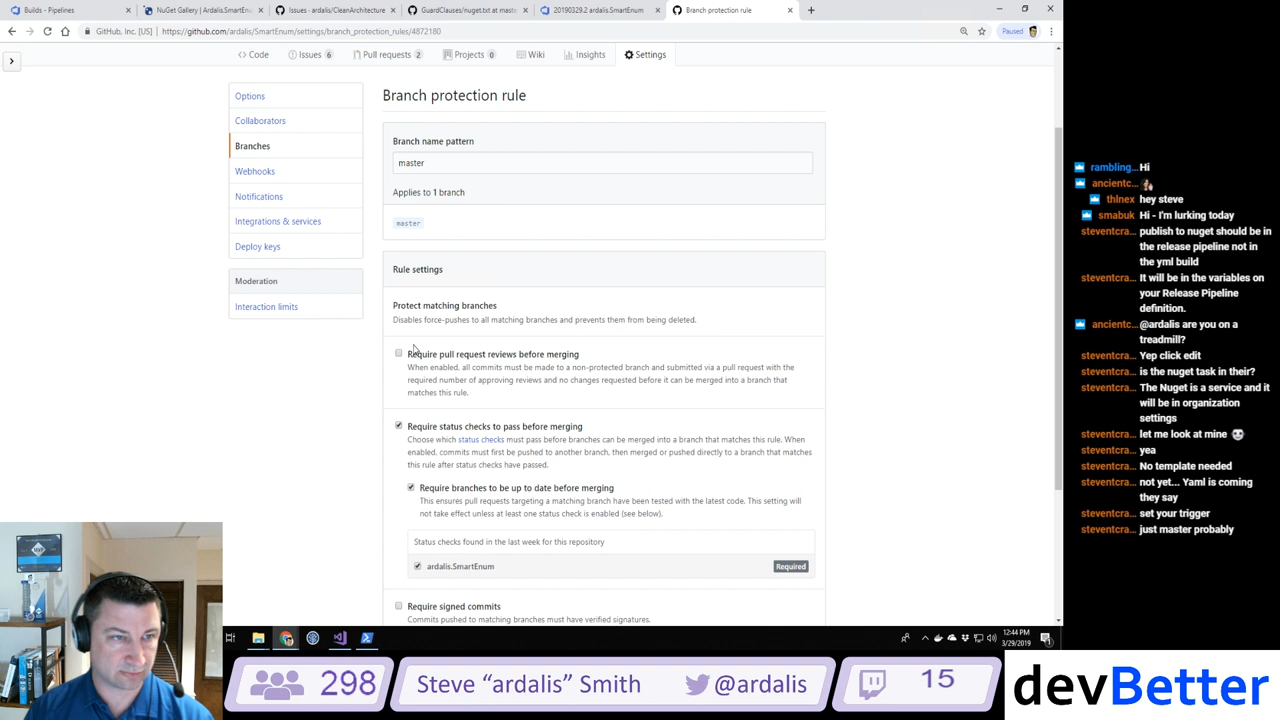 Builds - Pipelines
NuGet Gallery | Ardalis.SmartEnu
Issues - ardalis/CleanArchitecture
GuardClauses/nuget.txt at maste
20190329.2 ardalis.SmartEnum
Branch protection rule
GitHub, Inc. [US] | https://github.com/ardalis/SmartEnum/settings/branch_protection_rules/4872180
Paused
Code
Issues 6
Pull requests 2
Projects 0
Wiki
Insights
Settings
Options
Collaborators
Branches
Webhooks
Notifications
Integrations & services
Deploy keys
Moderation
Interaction limits
Branch protection rule
Branch name pattern
master
Applies to 1 branch
master
Rule settings
Protect matching branches
Disables force-pushes to all matching branches and prevents them from being deleted.
Require pull request reviews before merging
When enabled, all commits must be made to a non-protected branch and submitted via a pull request with the
required number of approving reviews and no changes requested before it can be merged into a branch that
matches this rule.
Require status checks to pass before merging
Choose which status checks must pass before branches can be merged into a branch that matches this rule. When
enabled, commits must first be pushed to another branch, then merged or pushed directly to a branch that matches
this rule after status checks have passed.
Require branches to be up to date before merging
This ensures pull requests targeting a matching branch have been tested with the latest code. This setting will
not take effect unless at least one status check is enabled (see below).
Status checks found in the last week for this repository
ardalis.SmartEnum
Required
Require signed commits
Commits pushed to matching branches must have verified signatures.
rambling... Hi
ancientc...
thlnex hey steve
smabuk Hi - I'm lurking today
steventcra... publish to nuget should be in
the release pipeline not in
the yml build
steventcra... It will be in the variables on
your Release Pipeline
definition.
ancientc... @ardalis are you on a
treadmill?
steventcra... Yep click edit
steventcra... is the nuget task in their?
steventcra... The Nuget is a service and it
will be in organization
settings
steventcra... let me look at mine
steventcra... yea
steventcra... No template needed
steventcra... not yet... Yaml is coming
they say
steventcra... set your trigger
steventcra... just master probably
12:44 PM
3/29/2019
298
Steve "ardalis" Smith
@ardalis
15
devBetter